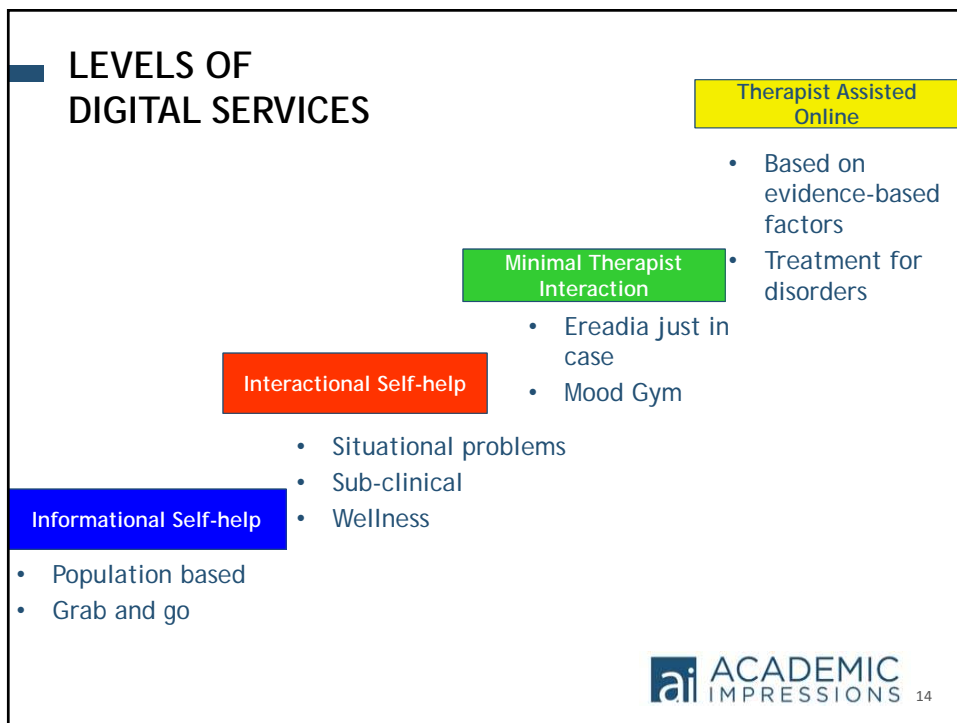 LEVELS OF
DIGITAL SERVICES
Therapist Assisted
Online
• Based on
evidence-based
factors
• Treatment for
disorders
Minimal Therapist
Interaction
• Ereadia just in
case
• Mood Gym
Interactional Self-help
• Situational problems
• Sub-clinical
• Wellness
Informational Self-help
• Population based
• Grab and go
ai ACADEMIC
IMPRESSIONS
14